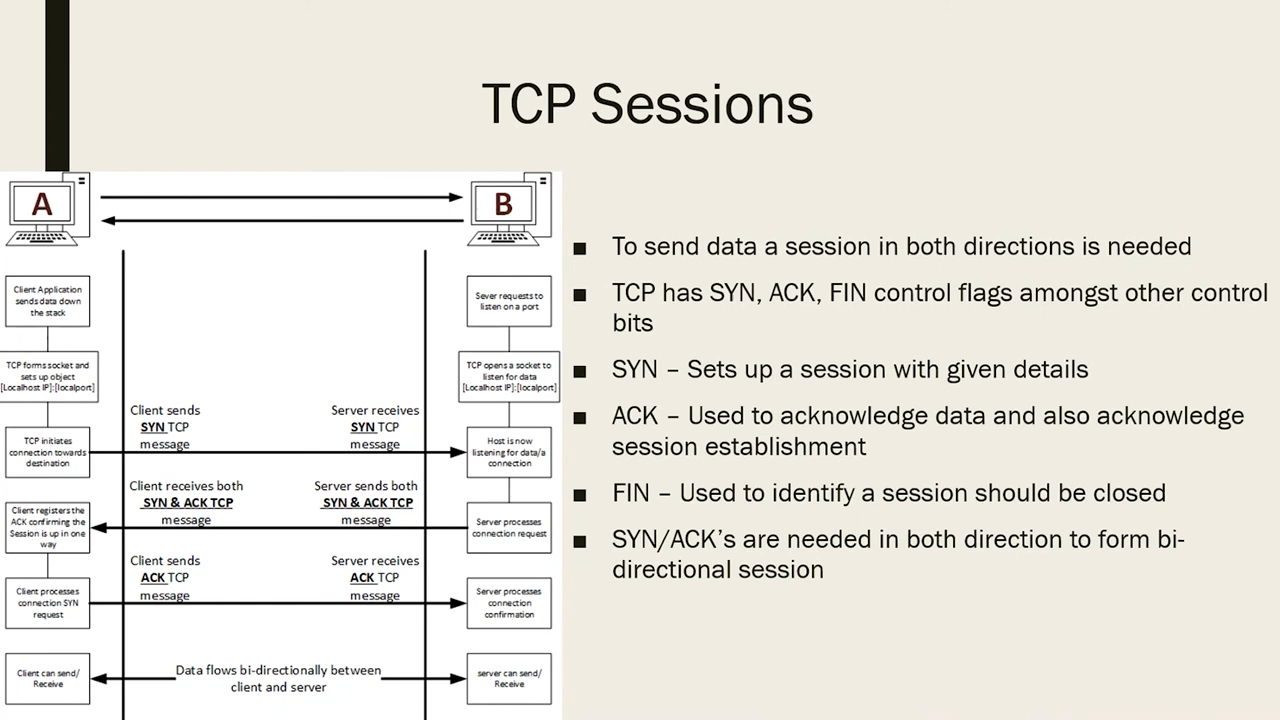 TCP Sessions
A
B
Client Application
sends data down
the stack
Sever requests to
listen on a port
TCP forms socket and
sets up object
[Localhost IP]:[localport]
TCP opens a socket to
listen for data
[Localhost IP]:[localport]
Client sends
SYN TCP
message
Server receives
SYN TCP
message
TCP initiates
connection towards
destination
Host is now
listening for data/a
connection
Client receives both
SYN & ACK TCP
message
Server sends both
SYN & ACK TCP
message
Client registers the
ACK confirming the
Session is up in one
way
Server processes
connection request
Client sends
ACK TCP
message
Server receives
ACK TCP
message
Client processes
connection SYN
request
Server processes
connection
confirmation
Client can send/
Receive
Data flows bi-directionally between
client and server
server can send/
Receive
■ To send data a session in both directions is needed
■ TCP has SYN, ACK, FIN control flags amongst other control
bits
■ SYN – Sets up a session with given details
■ ACK – Used to acknowledge data and also acknowledge
session establishment
■ FIN – Used to identify a session should be closed
■ SYN/ACK’s are needed in both direction to form bi-
directional session